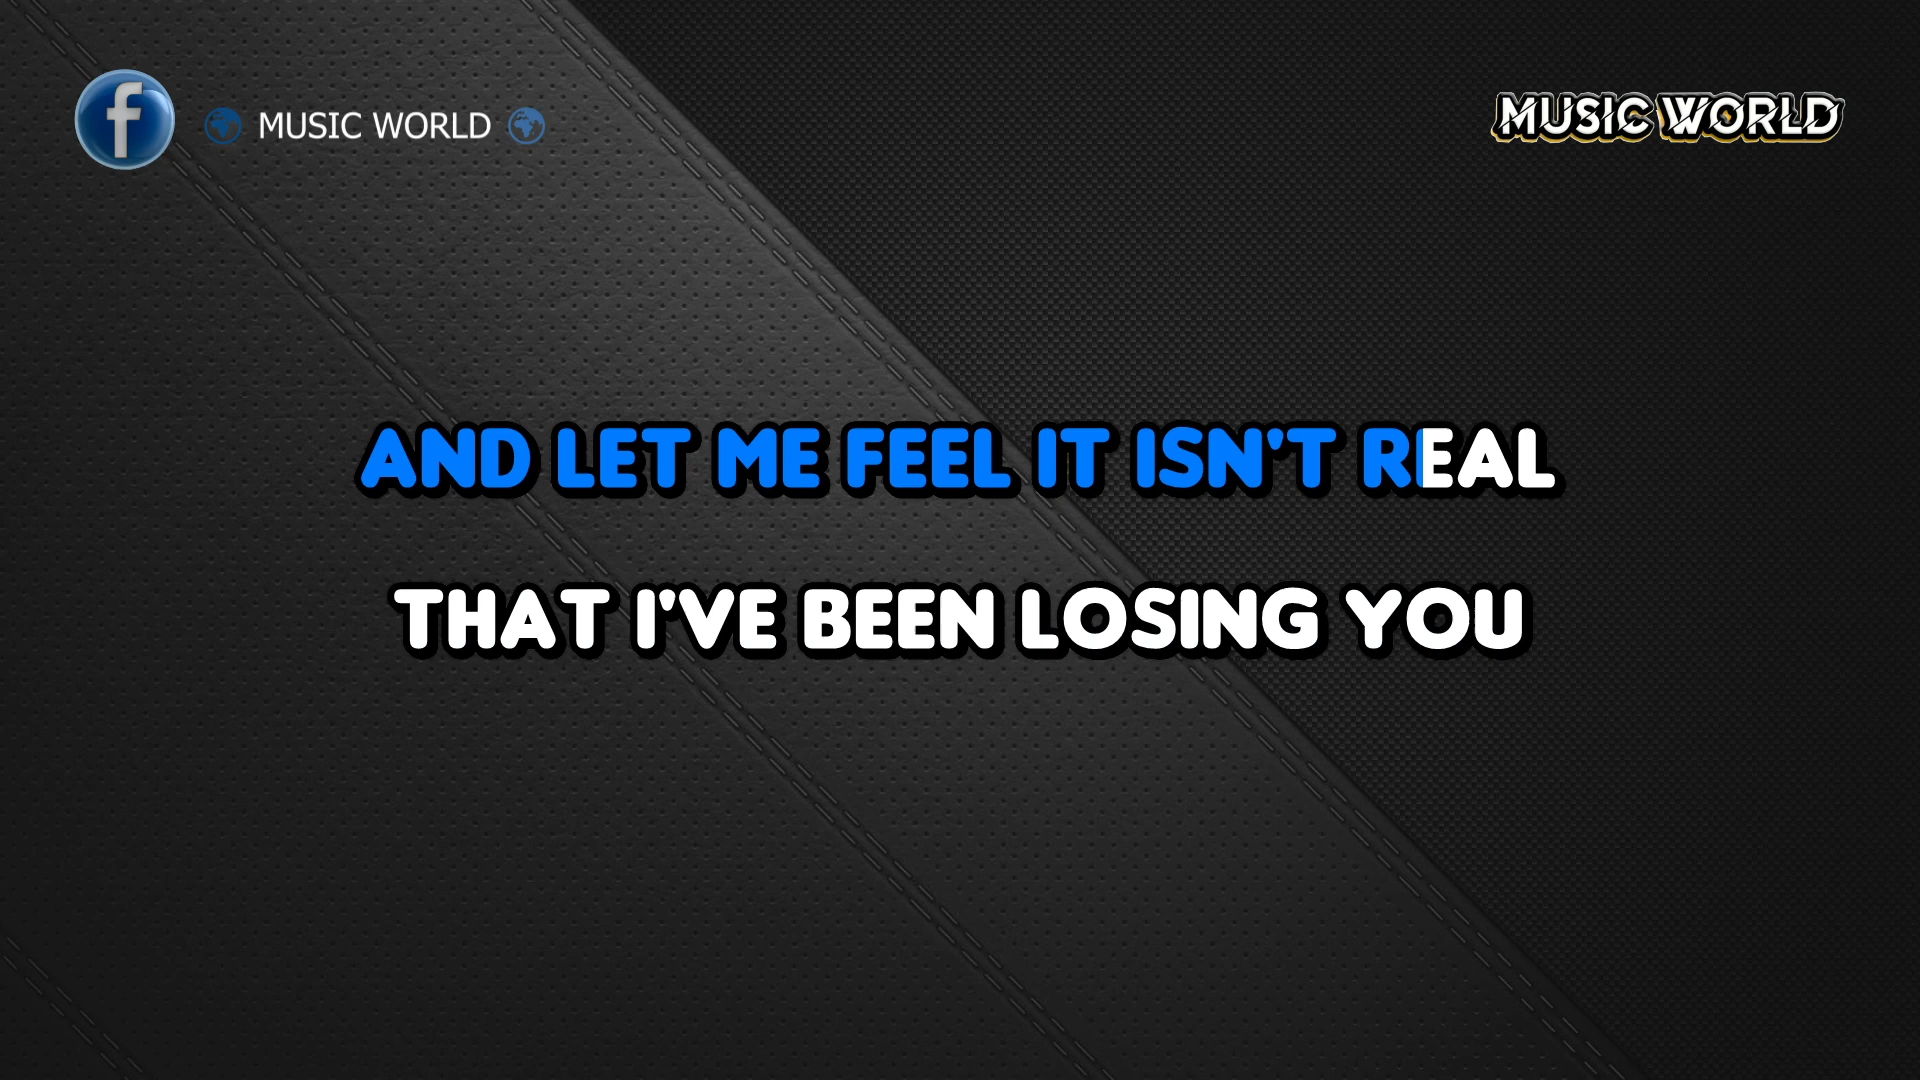 f MUSIC WORLD
MUSIC WORLD
AND LET ME FEEL IT ISN'T REAL
THAT I'VE BEEN LOSING YOU